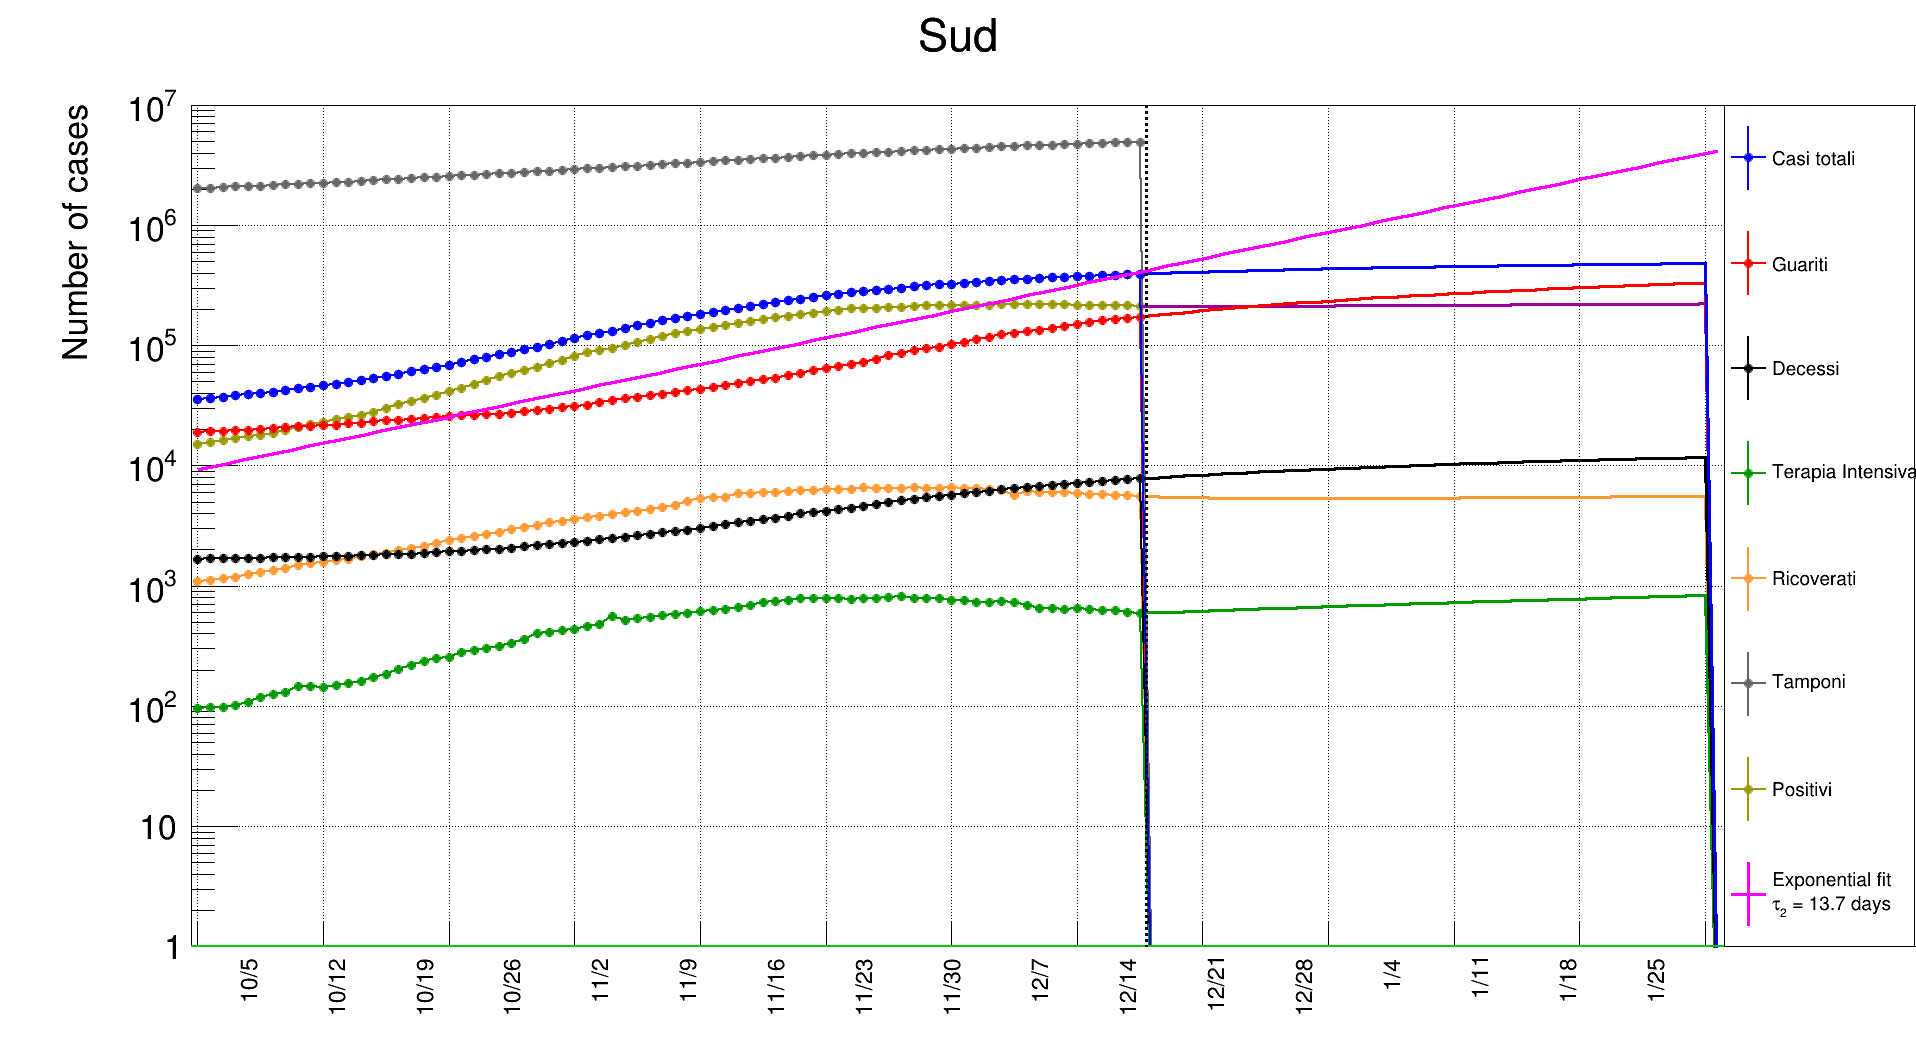 Sud
Number of cases
10^7
10^6
10^5
10^4
10^3
10^2
10
1
10/5
10/12
10/19
10/26
11/2
11/9
11/16
11/23
11/30
12/7
12/14
12/21
12/28
1/4
1/11
1/18
1/25
Casi totali
Guariti
Decessi
Terapia Intensiva
Ricoverati
Tamponi
Positivi
Exponential fit
τ₂ = 13.7 days